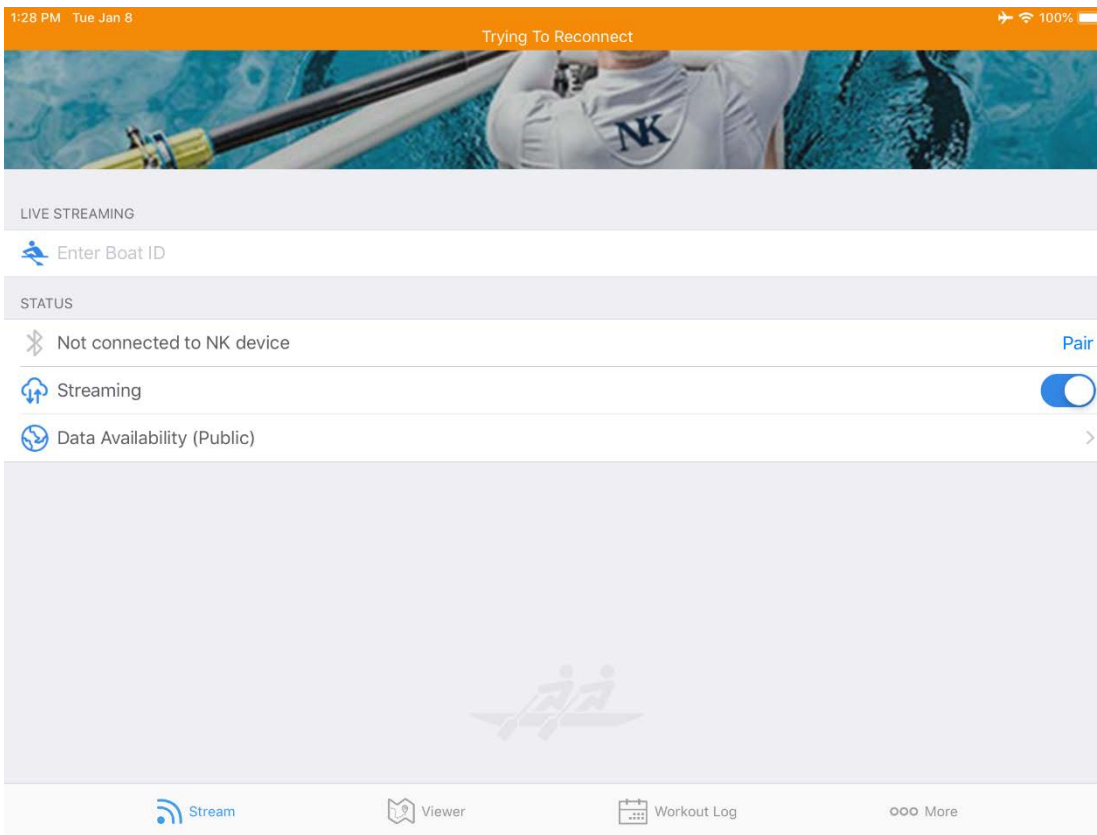 1:28 PM Tue Jan 8 100%
Trying To Reconnect
NK
LIVE STREAMING
Enter Boat ID
STATUS
Not connected to NK device Pair
Streaming
Data Availability (Public)
Stream Viewer Workout Log More